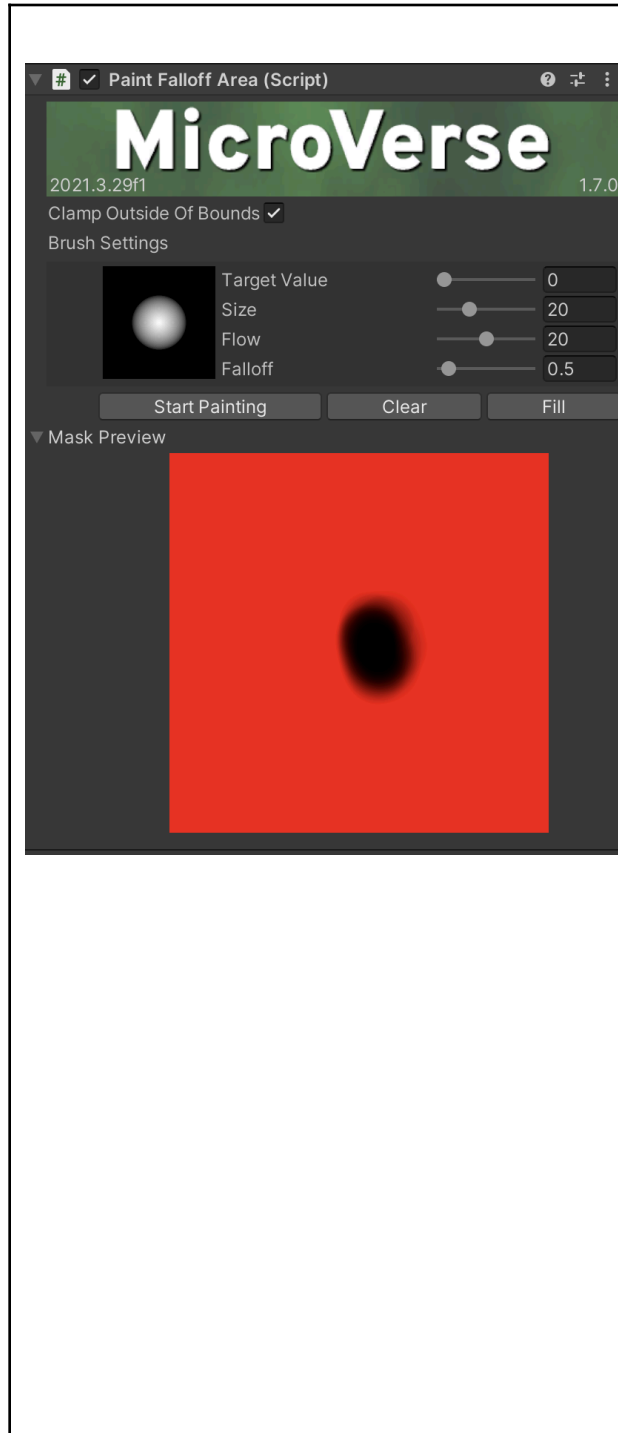 # Paint Falloff Area (Script)
MicroVerse
2021.3.29f1 1.7.0
Clamp Outside Of Bounds
Brush Settings
Target Value 0
Size 20
Flow 20
Falloff 0.5
Start Painting Clear Fill
Mask Preview